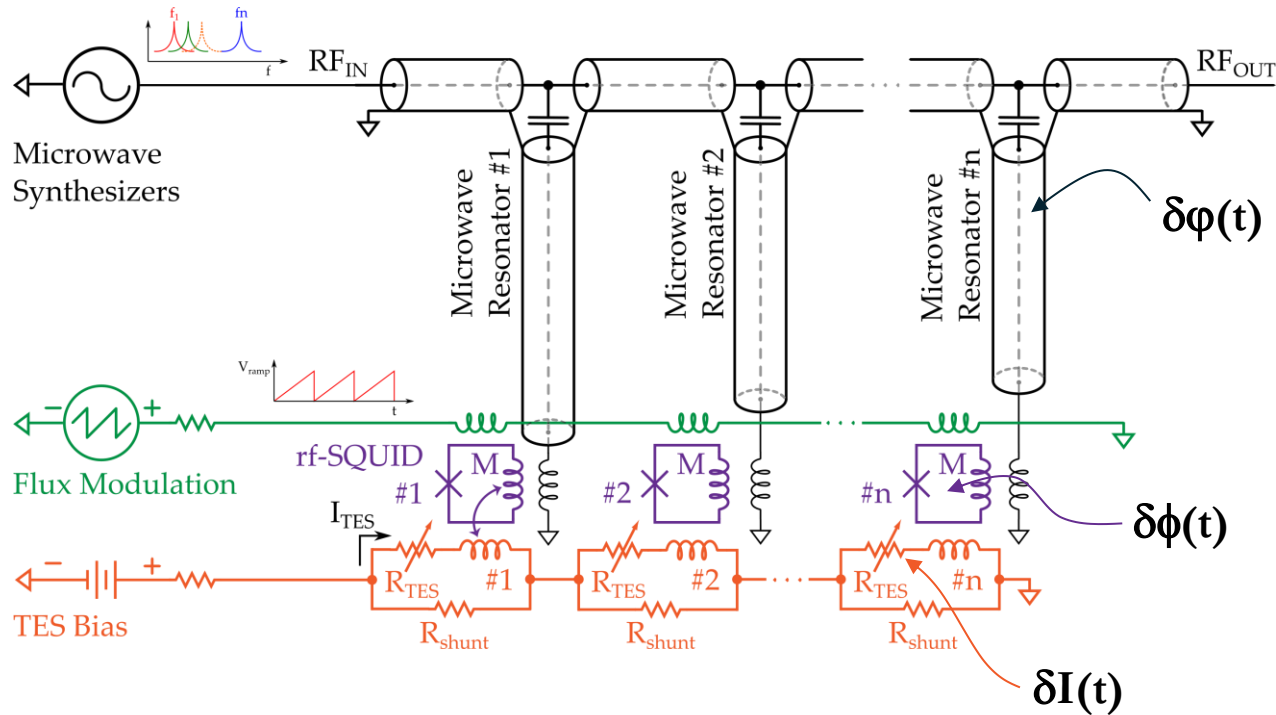 f₁
fn
f
RF_IN
RF_OUT
Microwave
Synthesizers
Microwave
Resonator #1
Microwave
Resonator #2
Microwave
Resonator #n
δφ(t)
V_ramp
t
− +
Flux Modulation
rf-SQUID
#1
M
#2
M
#n
M
δϕ(t)
I_TES
− +
TES Bias
R_TES
#1
R_shunt
R_TES
#2
R_shunt
R_TES
#n
R_shunt
δI(t)